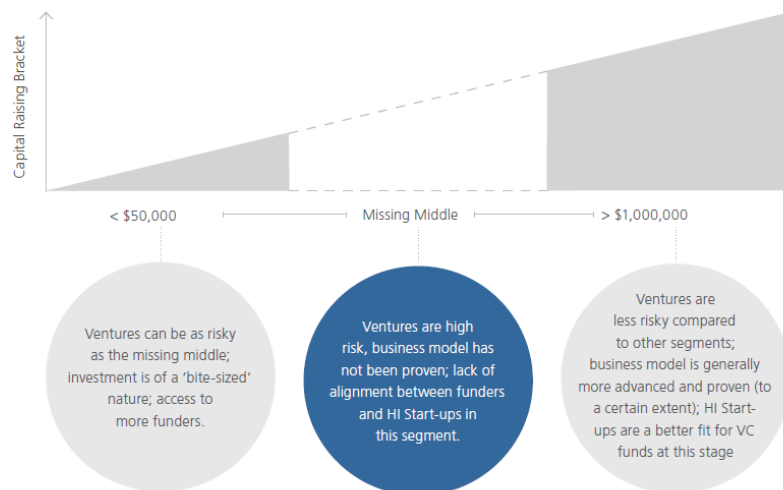 Capital Raising Bracket
< $50,000
Missing Middle
> $1,000,000
Ventures can be as risky
as the missing middle;
investment is of a ‘bite-sized’
nature; access to
more funders.
Ventures are high
risk, business model has
not been proven; lack of
alignment between funders
and HI Start-ups in
this segment.
Ventures are
less risky compared
to other segments;
business model is generally
more advanced and proven (to
a certain extent); HI Start-
ups are a better fit for VC
funds at this stage